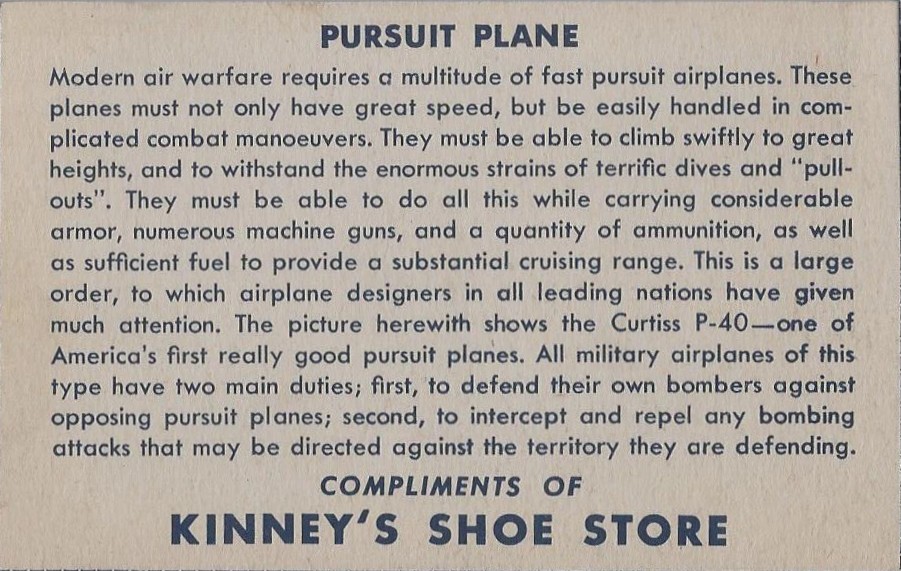 PURSUIT PLANE
Modern air warfare requires a multitude of fast pursuit airplanes. These
planes must not only have great speed, but be easily handled in com-
plicated combat manoeuvers. They must be able to climb swiftly to great
heights, and to withstand the enormous strains of terrific dives and "pull-
outs". They must be able to do all this while carrying considerable
armor, numerous machine guns, and a quantity of ammunition, as well
as sufficient fuel to provide a substantial cruising range. This is a large
order, to which airplane designers in all leading nations have given
much attention. The picture herewith shows the Curtiss P-40—one of
America's first really good pursuit planes. All military airplanes of this
type have two main duties; first, to defend their own bombers against
opposing pursuit planes; second, to intercept and repel any bombing
attacks that may be directed against the territory they are defending.
COMPLIMENTS OF
KINNEY'S SHOE STORE